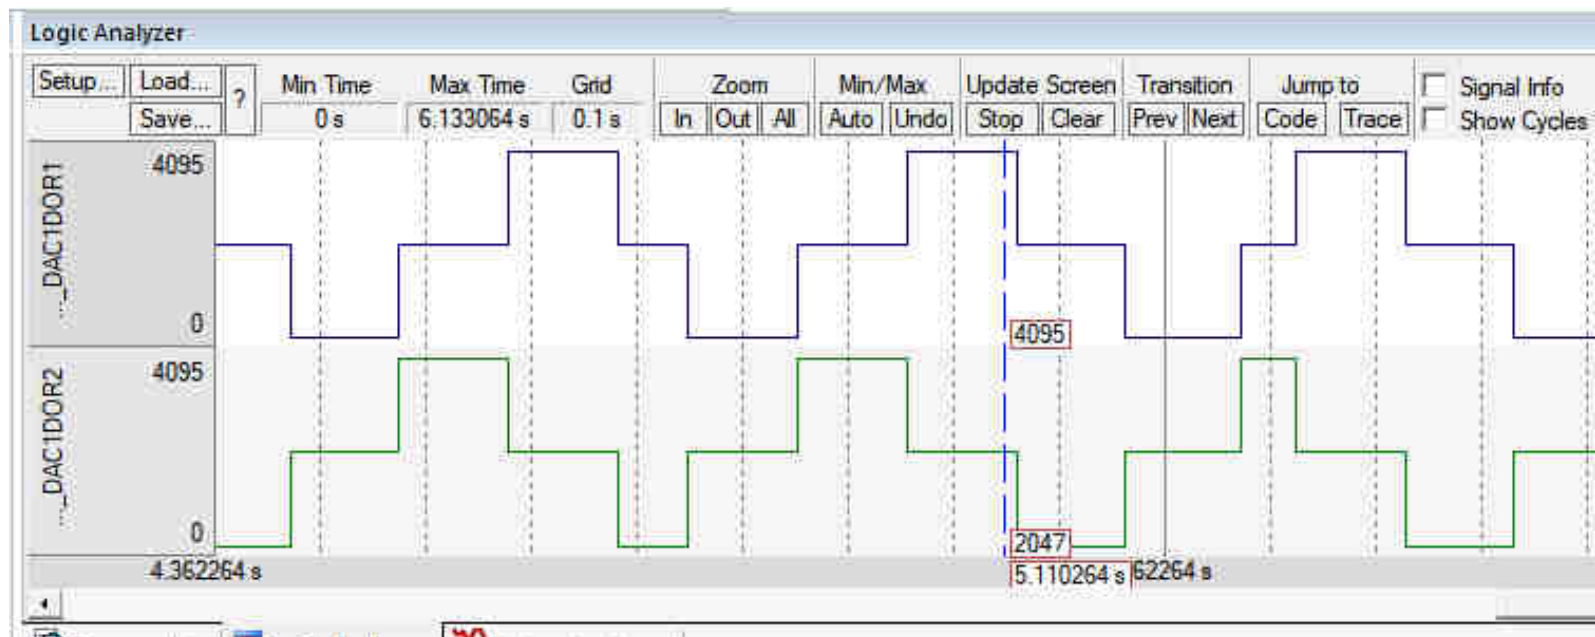 Logic Analyzer
Setup... Load... ? Min Time Max Time Grid Zoom Min/Max Update Screen Transition Jump to Signal Info
Save... 0 s 6.133064 s 0.1 s In Out All Auto Undo Stop Clear Prev Next Code Trace Show Cycles
..._DAC1DOR1
4095
0
4095
..._DAC1DOR2
4095
0
2047
4.362264 s 5.110264 s 62264 s